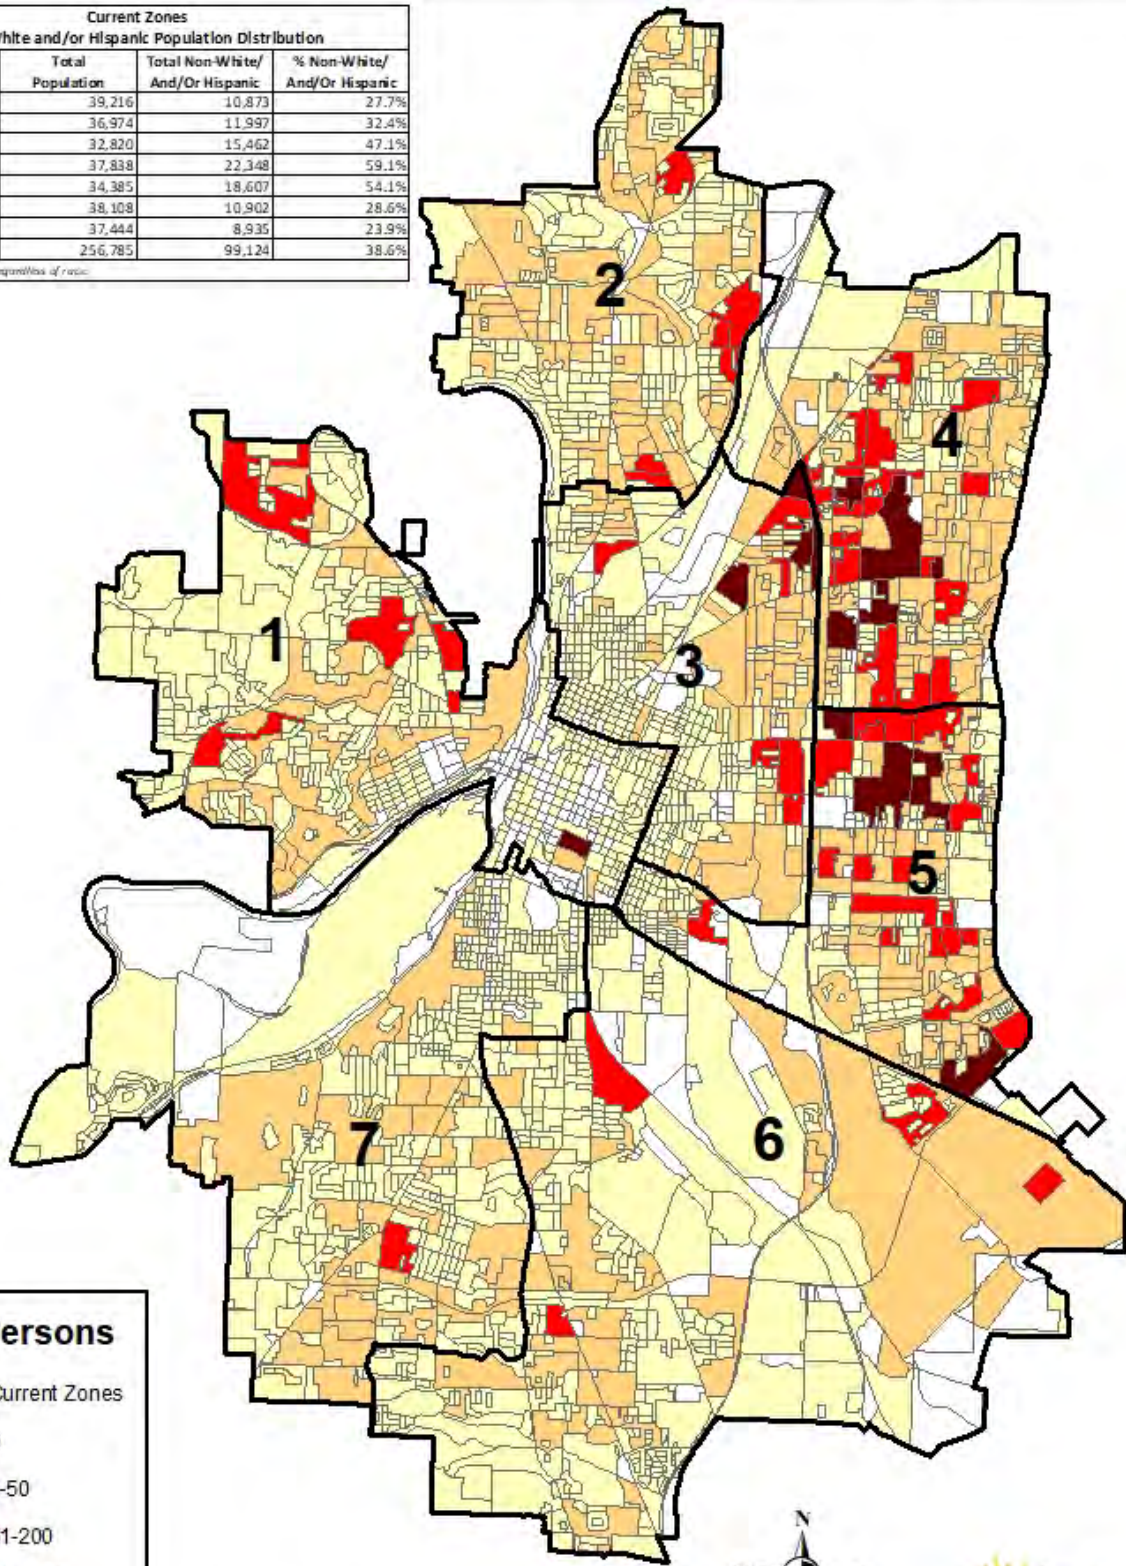 Current Zones
White and/or Hispanic Population Distribution
Total Population Total Non-White/ And/Or Hispanic % Non-White/ And/Or Hispanic
39,216 10,873 27.7%
36,974 11,997 32.4%
32,820 15,462 47.1%
37,838 22,348 59.1%
34,385 18,607 54.1%
38,108 10,902 28.6%
37,444 8,935 23.9%
256,785 99,124 38.6%
regardless of race.
2
4
1
3
5
7
6
ersons
Current Zones
-50
1-200
N